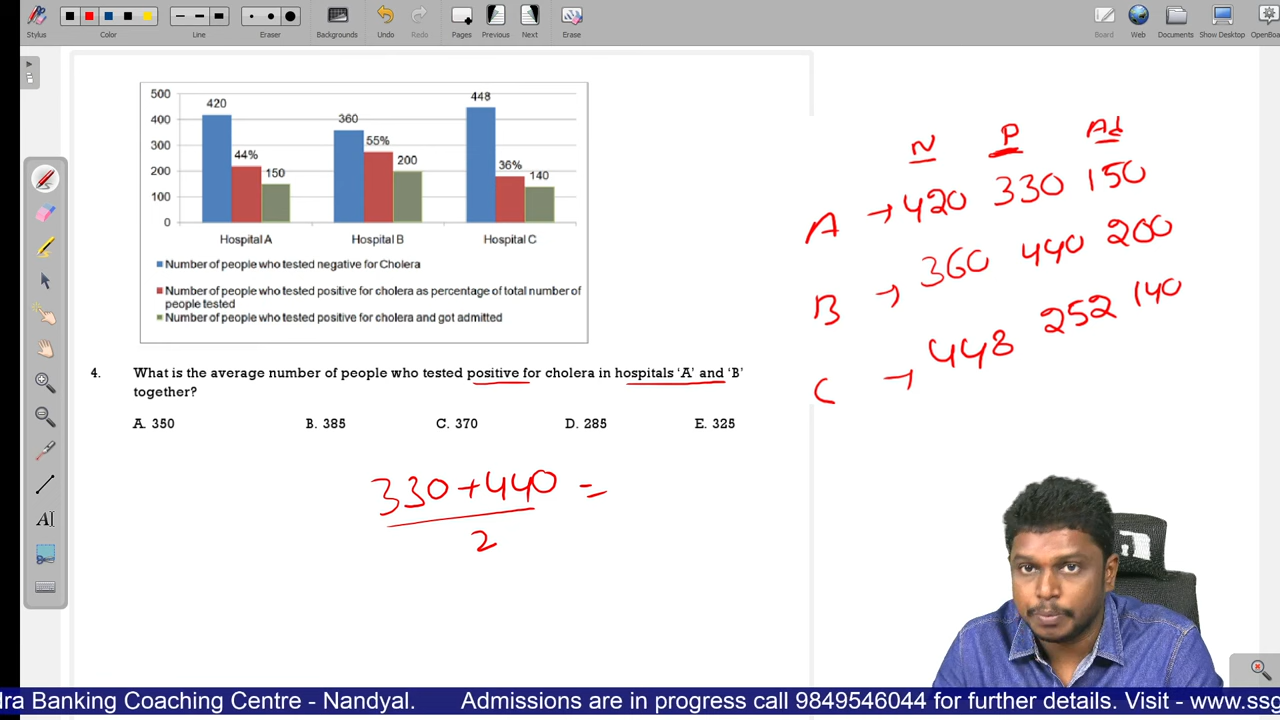 Stylus Color Line Eraser Backgrounds Undo Redo Pages Previous Next Erase Board Web Documents Show Desktop OpenBoa
500
400
300
200
100
0
420
44%
150
360
55%
200
448
36%
140
Hospital A Hospital B Hospital C
Number of people who tested negative for Cholera
Number of people who tested positive for cholera as percentage of total number of
people tested
Number of people who tested positive for cholera and got admitted
N P Ad
A → 420 330 150
B → 360 440 200
C → 448 252 140
4. What is the average number of people who tested positive for cholera in hospitals ‘A’ and ‘B’
together?
A. 350 B. 385 C. 370 D. 285 E. 325
330+440 =
2
dra Banking Coaching Centre - Nandyal. Admissions are in progress call 9849546044 for further details. Visit - www.ssg